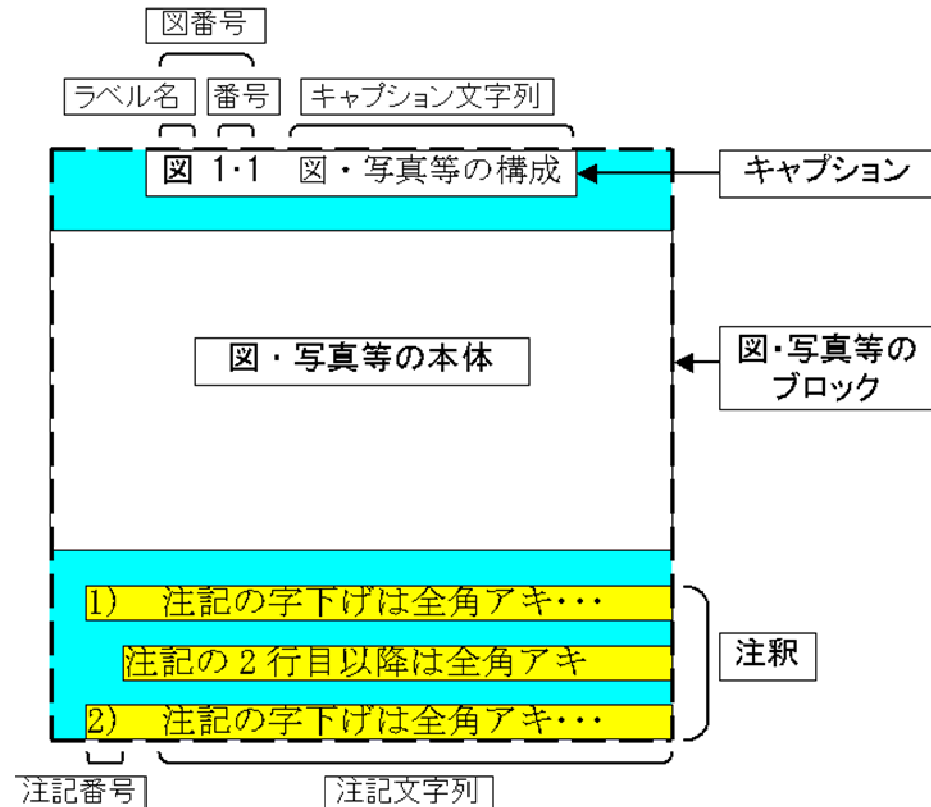 図番号
ラベル名 番号 キャプション文字列
図 1・1 図・写真等の構成
キャプション
図・写真等の本体
図・写真等の
ブロック
1) 注記の字下げは全角アキ・・・
注記の2行目以降は全角アキ
注釈
2) 注記の字下げは全角アキ・・・
注記番号 注記文字列